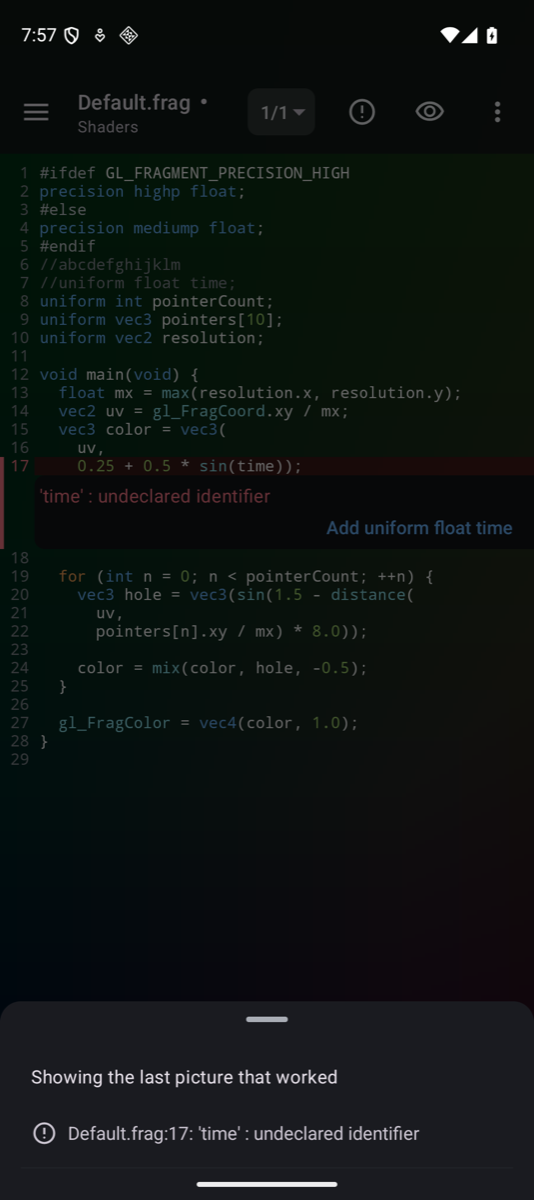 7:57
Default.frag •
Shaders
1/1
1 #ifdef GL_FRAGMENT_PRECISION_HIGH
2 precision highp float;
3 #else
4 precision mediump float;
5 #endif
6 //abcdefghijklm
7 //uniform float time;
8 uniform int pointerCount;
9 uniform vec3 pointers[10];
10 uniform vec2 resolution;
11
12 void main(void) {
13 float mx = max(resolution.x, resolution.y);
14 vec2 uv = gl_FragCoord.xy / mx;
15 vec3 color = vec3(
16 uv,
17 0.25 + 0.5 * sin(time));
'time' : undeclared identifier
Add uniform float time
18
19 for (int n = 0; n < pointerCount; ++n) {
20 vec3 hole = vec3(sin(1.5 - distance(
21 uv,
22 pointers[n].xy / mx) * 8.0));
23
24 color = mix(color, hole, -0.5);
25 }
26
27 gl_FragColor = vec4(color, 1.0);
28 }
29
Showing the last picture that worked
Default.frag:17: 'time' : undeclared identifier